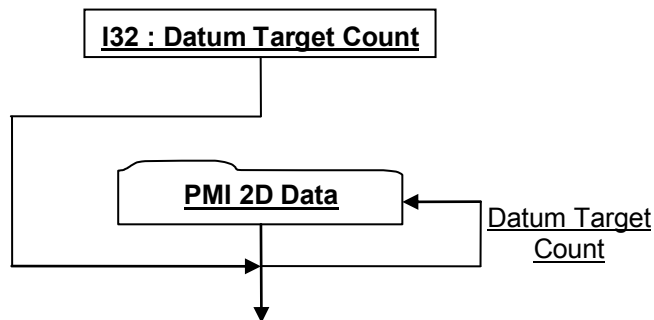 I32 : Datum Target Count
PMI 2D Data
Datum Target
Count